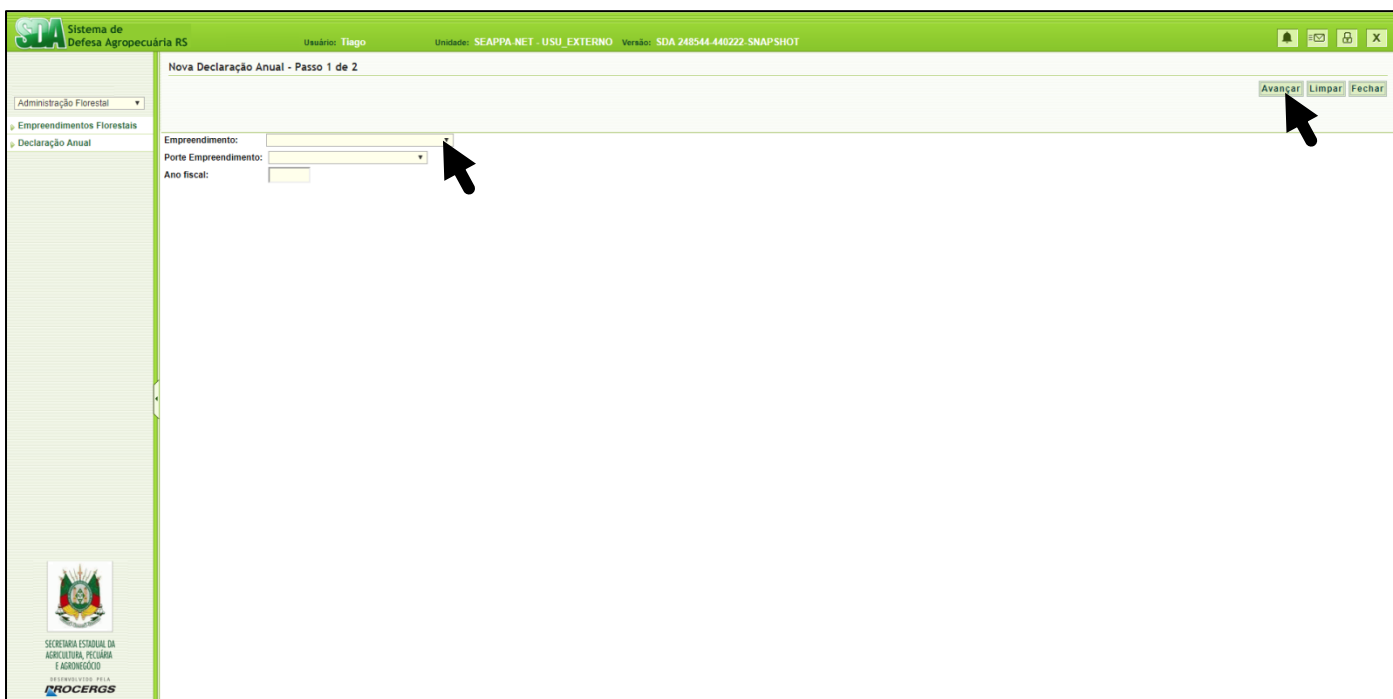 SDA
Sistema de
Defesa Agropecuária RS
Usuário: Tiago
Unidade: SEAPPA-NET - USU_EXTERNO
Versão: SDA 248544-440222-SNAPSHOT
X
Nova Declaração Anual - Passo 1 de 2
Avançar Limpar Fechar
Administração Florestal
Empreendimentos Florestais
Declaração Anual
Empreendimento:
Porte Empreendimento:
Ano fiscal:
SECRETARIA ESTADUAL DA
AGRICULTURA, PECUÁRIA
E AGRONEGÓCIO
DESENVOLVIDO PELA
PROCERGS